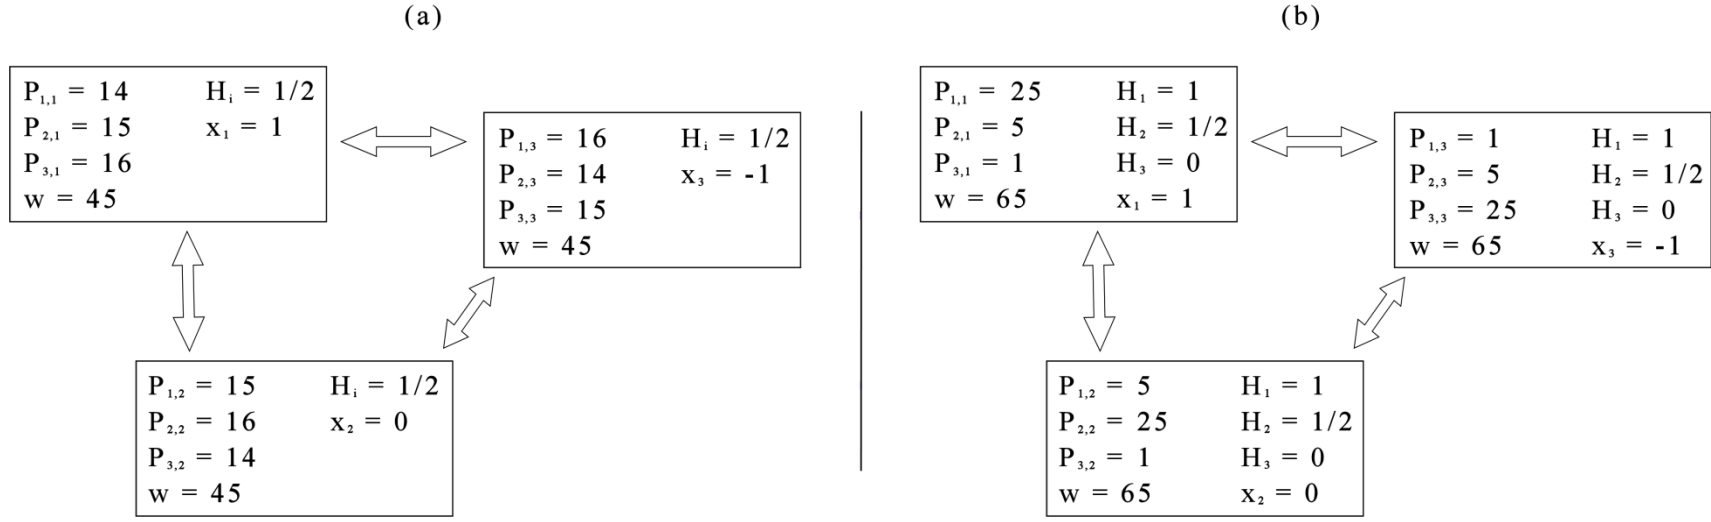 (a)
P₁,₁ = 14 Hᵢ = 1/2
P₂,₁ = 15 x₁ = 1
P₃,₁ = 16
w = 45
P₁,₃ = 16 Hᵢ = 1/2
P₂,₃ = 14 x₃ = -1
P₃,₃ = 15
w = 45
P₁,₂ = 15 Hᵢ = 1/2
P₂,₂ = 16 x₂ = 0
P₃,₂ = 14
w = 45
(b)
P₁,₁ = 25 H₁ = 1
P₂,₁ = 5 H₂ = 1/2
P₃,₁ = 1 H₃ = 0
w = 65 x₁ = 1
P₁,₃ = 1 H₁ = 1
P₂,₃ = 5 H₂ = 1/2
P₃,₃ = 25 H₃ = 0
w = 65 x₃ = -1
P₁,₂ = 5 H₁ = 1
P₂,₂ = 25 H₂ = 1/2
P₃,₂ = 1 H₃ = 0
w = 65 x₂ = 0